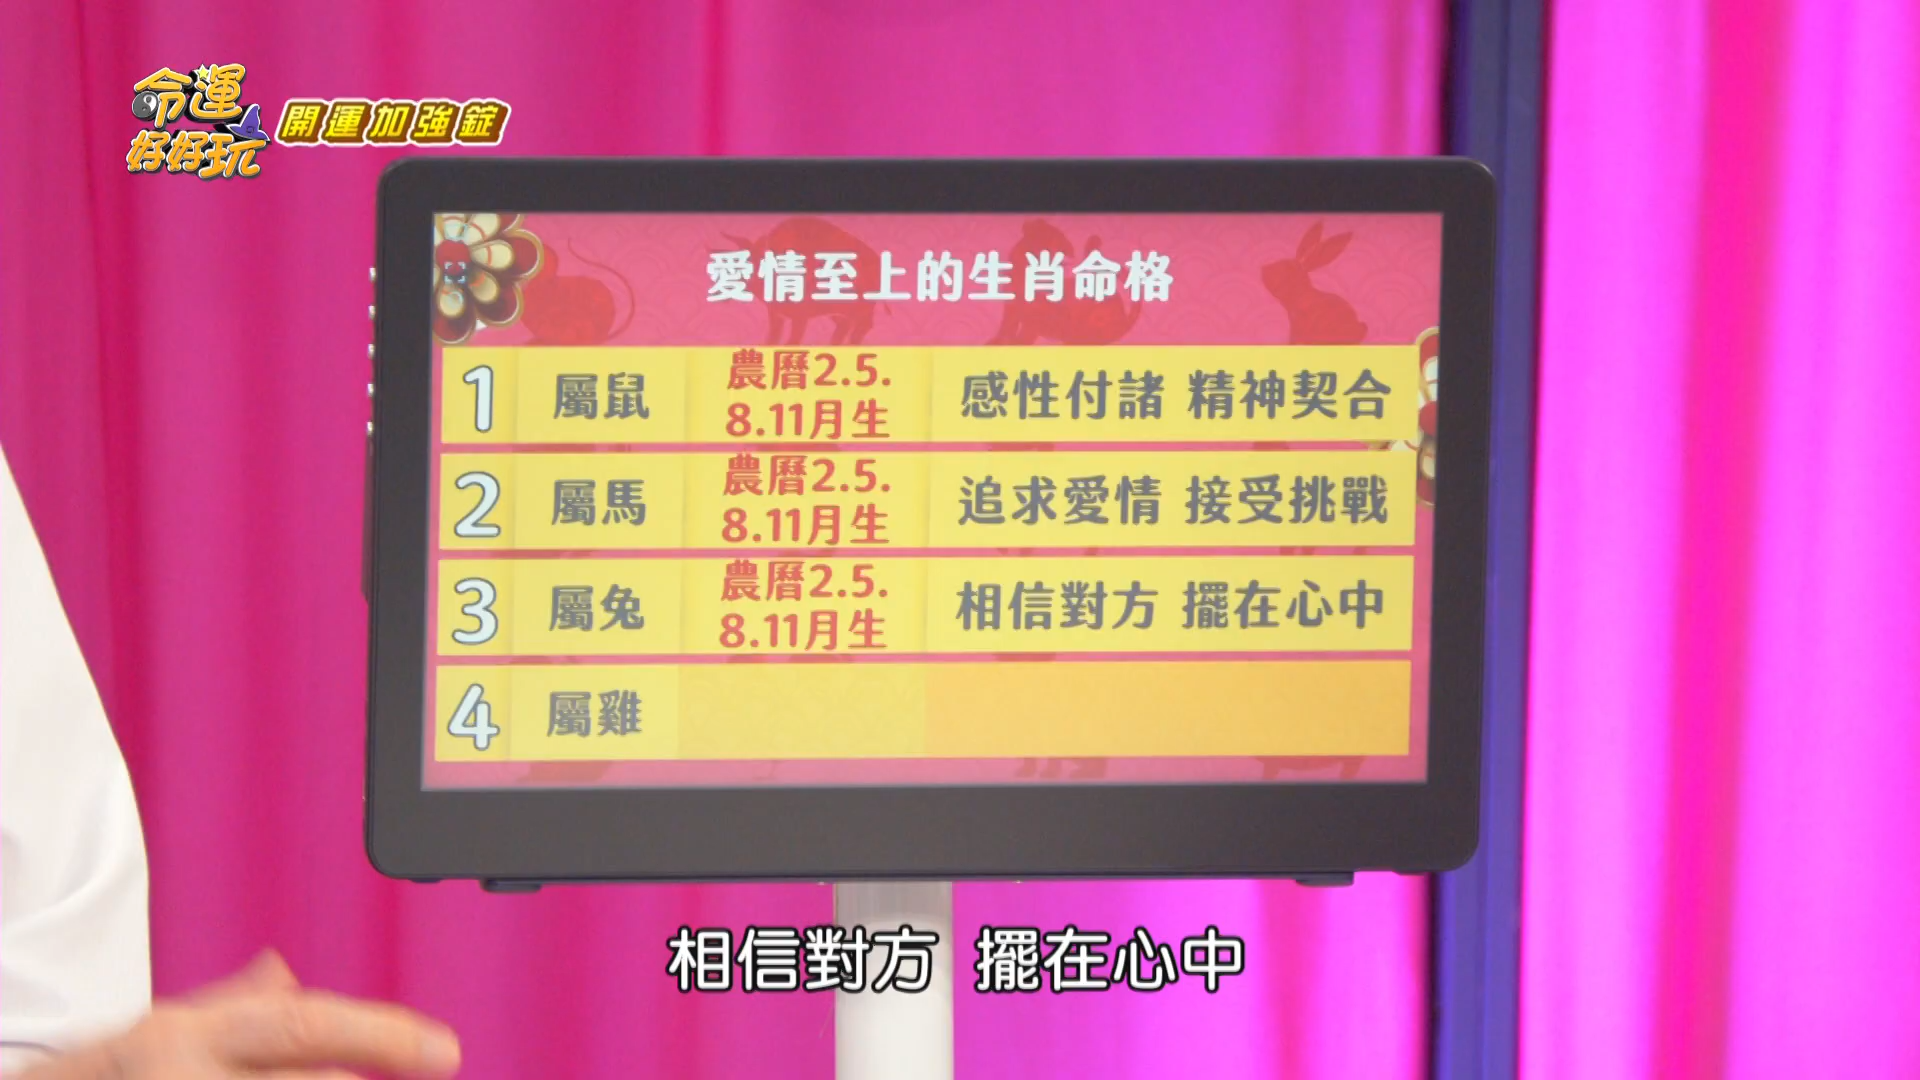 命運
好好玩
開運加強錠
愛情至上的生肖命格
1 屬鼠 農曆2.5. 感性付諸 精神契合
8.11月生
2 屬馬 農曆2.5. 追求愛情 接受挑戰
8.11月生
3 屬兔 農曆2.5. 相信對方 擺在心中
8.11月生
4 屬雞
相信對方 擺在心中